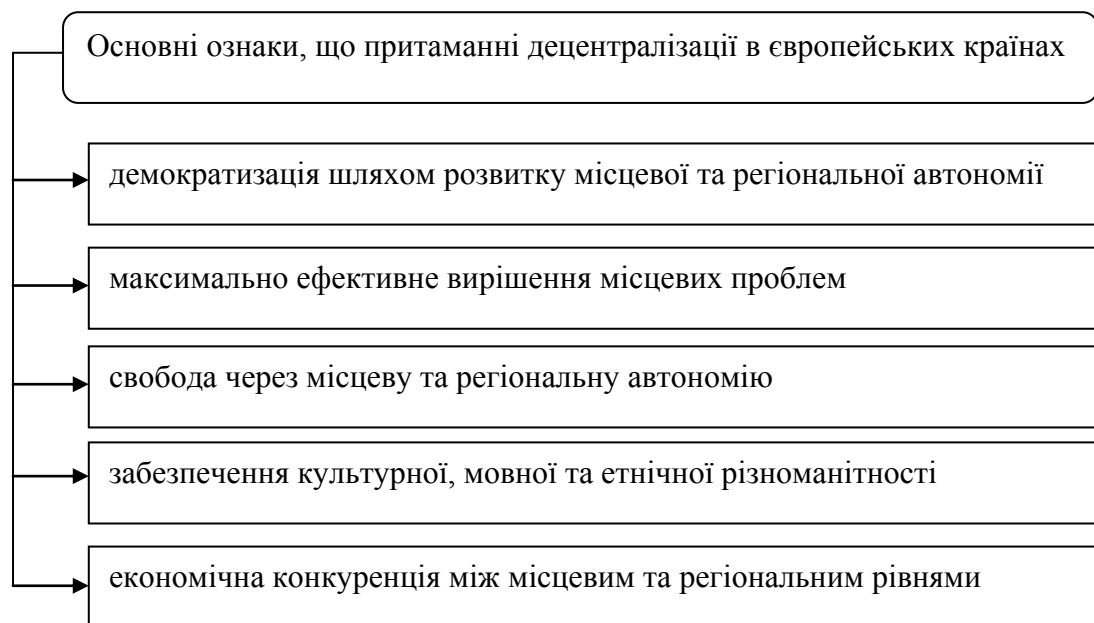 Основні ознаки, що притаманні децентралізації в європейських країнах
демократизація шляхом розвитку місцевої та регіональної автономії
максимально ефективне вирішення місцевих проблем
свобода через місцеву та регіональну автономію
забезпечення культурної, мовної та етнічної різноманітності
економічна конкуренція між місцевим та регіональним рівнями